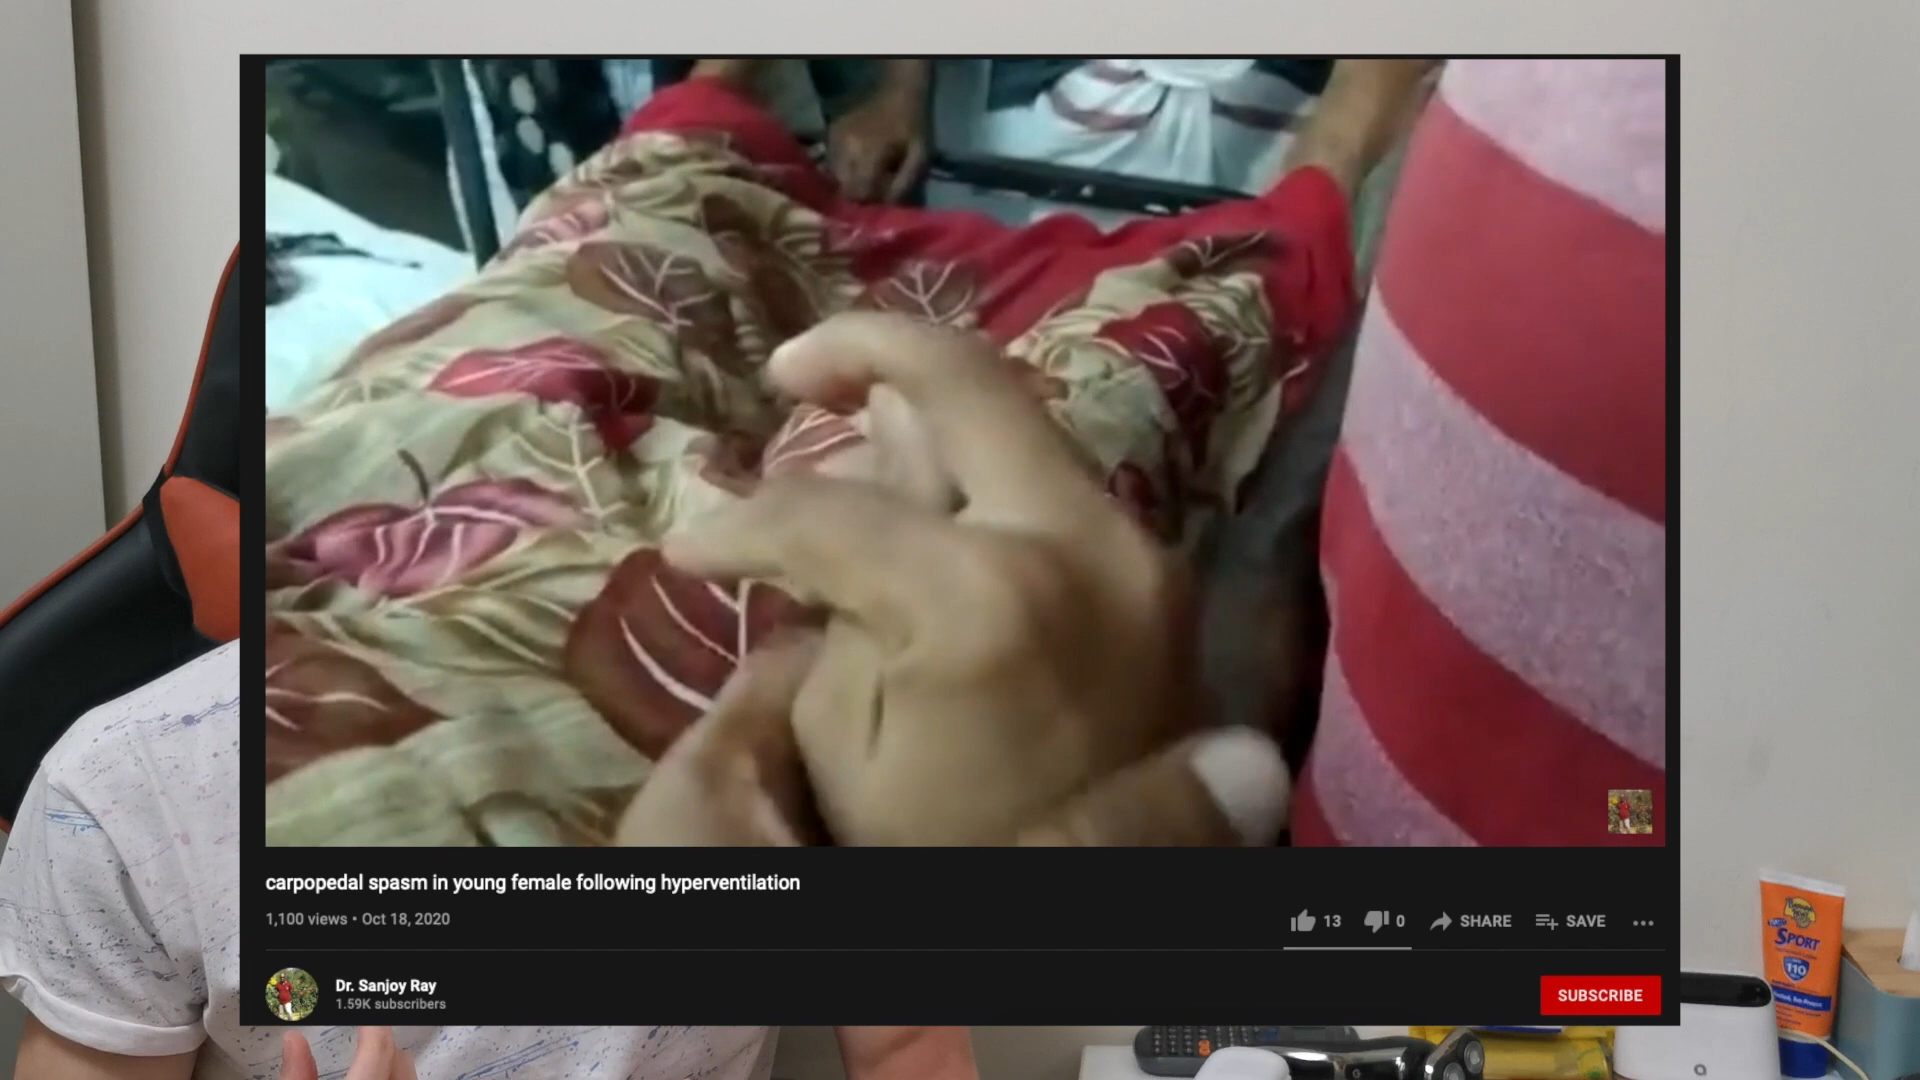 carpopedal spasm in young female following hyperventilation
1,100 views • Oct 18, 2020
13
0
SHARE
SAVE
Dr. Sanjoy Ray
1.59K subscribers
SUBSCRIBE
SPORT
110